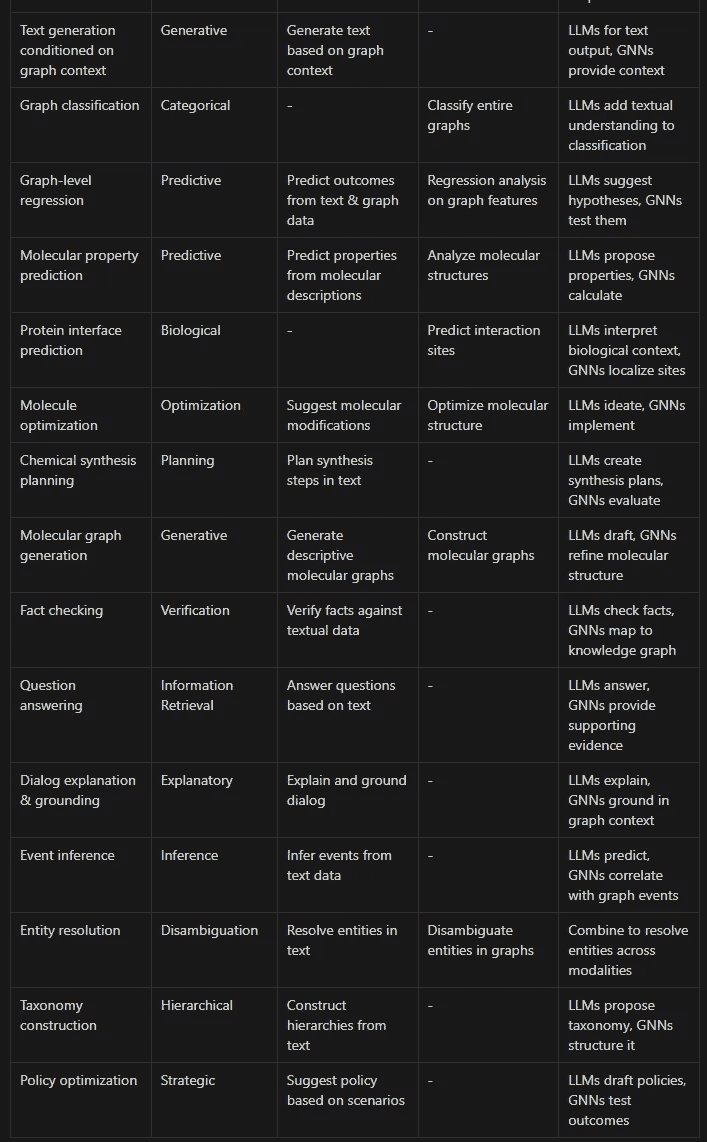 Text generation
conditioned on
graph context
Generative
Generate text
based on graph
context
-
LLMs for text
output, GNNs
provide context
Graph classification
Categorical
-
Classify entire
graphs
LLMs add textual
understanding to
classification
Graph-level
regression
Predictive
Predict outcomes
from text & graph
data
Regression analysis
on graph features
LLMs suggest
hypotheses, GNNs
test them
Molecular property
prediction
Predictive
Predict properties
from molecular
descriptions
Analyze molecular
structures
LLMs propose
properties, GNNs
calculate
Protein interface
prediction
Biological
-
Predict interaction
sites
LLMs interpret
biological context,
GNNs localize sites
Molecule
optimization
Optimization
Suggest molecular
modifications
Optimize molecular
structure
LLMs ideate, GNNs
implement
Chemical synthesis
planning
Planning
Plan synthesis
steps in text
-
LLMs create
synthesis plans,
GNNs evaluate
Molecular graph
generation
Generative
Generate
descriptive
molecular graphs
Construct
molecular graphs
LLMs draft, GNNs
refine molecular
structure
Fact checking
Verification
Verify facts against
textual data
-
LLMs check facts,
GNNs map to
knowledge graph
Question
answering
Information
Retrieval
Answer questions
based on text
-
LLMs answer,
GNNs provide
supporting
evidence
Dialog explanation
& grounding
Explanatory
Explain and ground
dialog
-
LLMs explain,
GNNs ground in
graph context
Event inference
Inference
Infer events from
text data
-
LLMs predict,
GNNs correlate
with graph events
Entity resolution
Disambiguation
Resolve entities in
text
Disambiguate
entities in graphs
Combine to resolve
entities across
modalities
Taxonomy
construction
Hierarchical
Construct
hierarchies from
text
-
LLMs propose
taxonomy, GNNs
structure it
Policy optimization
Strategic
Suggest policy
based on scenarios
-
LLMs draft policies,
GNNs test
outcomes